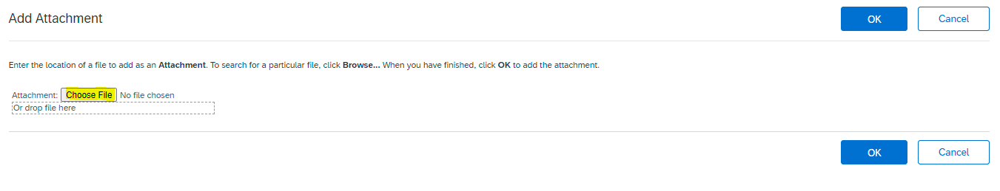 Add Attachment
OK
Cancel
Enter the location of a file to add as an Attachment. To search for a particular file, click Browse... When you have finished, click OK to add the attachment.
Attachment: Choose File No file chosen
Or drop file here
OK
Cancel